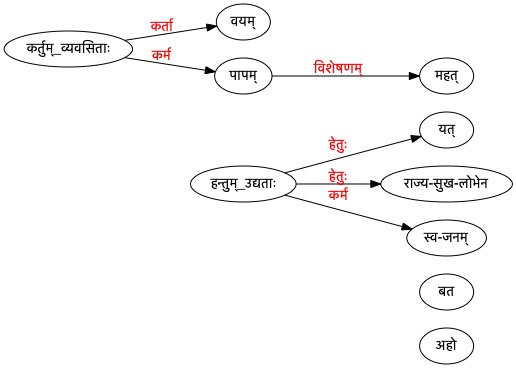 कर्ता
वयम्
कर्तुम्_व्यवसिताः
कर्म
पापम्
विशेषणम्
महत्
हेतुः
यत्
हन्तुम्_उद्यताः
हेतुः
राज्य-सुख-लोभेन
कर्म
स्व-जनम्
बत
अहो